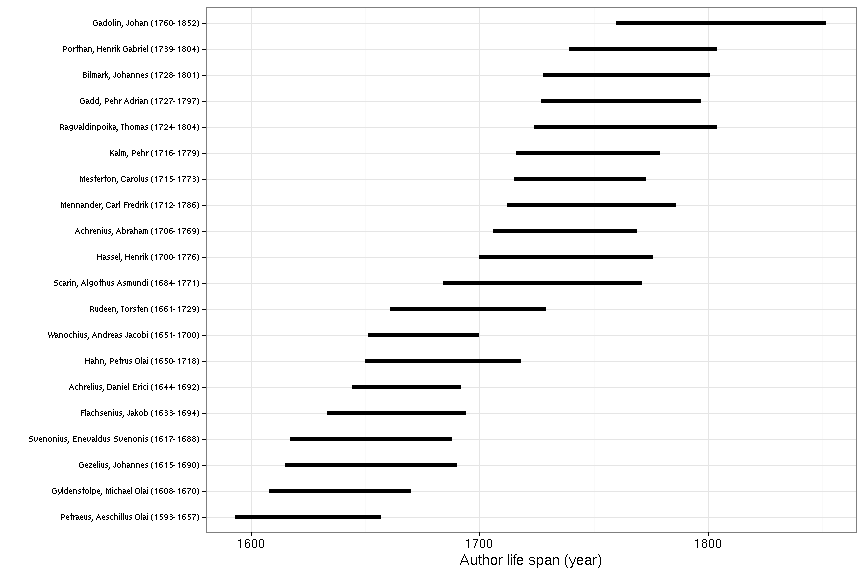 Gadolin, Johan (1760-1852)
Porthan, Henrik Gabriel (1739-1804)
Bilmark, Johannes (1728-1801)
Gadd, Pehr Adrian (1727-1797)
Ragvaldinpoika, Thomas (1724-1804)
Kalm, Pehr (1716-1779)
Mesterton, Carolus (1715-1773)
Mennander, Carl Fredrik (1712-1786)
Achrenius, Abraham (1706-1769)
Hassel, Henrik (1700-1776)
Scarin, Algothus Asmundi (1684-1771)
Rudeen, Torsten (1661-1729)
Wanochius, Andreas Jacobi (1651-1700)
Hahn, Petrus Olai (1650-1718)
Achrelius, Daniel Erici (1644-1692)
Flachsenius, Jakob (1633-1694)
Svenonius, Enevaldus Svenonis (1617-1688)
Gezelius, Johannes (1615-1690)
Gyldenstolpe, Michael Olai (1608-1670)
Petraeus, Aeschillus Olai (1593-1657)
1600 1700 1800
Author life span (year)